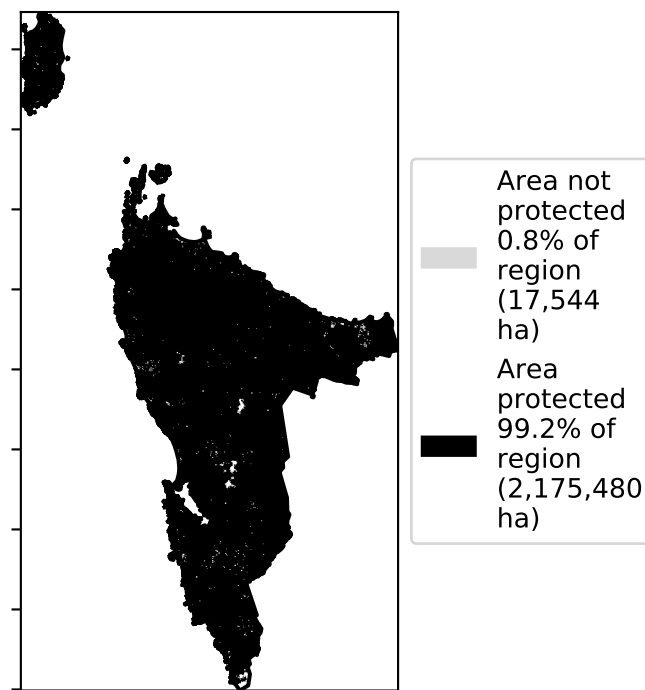 Area not
protected
0.8% of
region
(17,544
ha)
Area
protected
99.2% of
region
(2,175,480
ha)